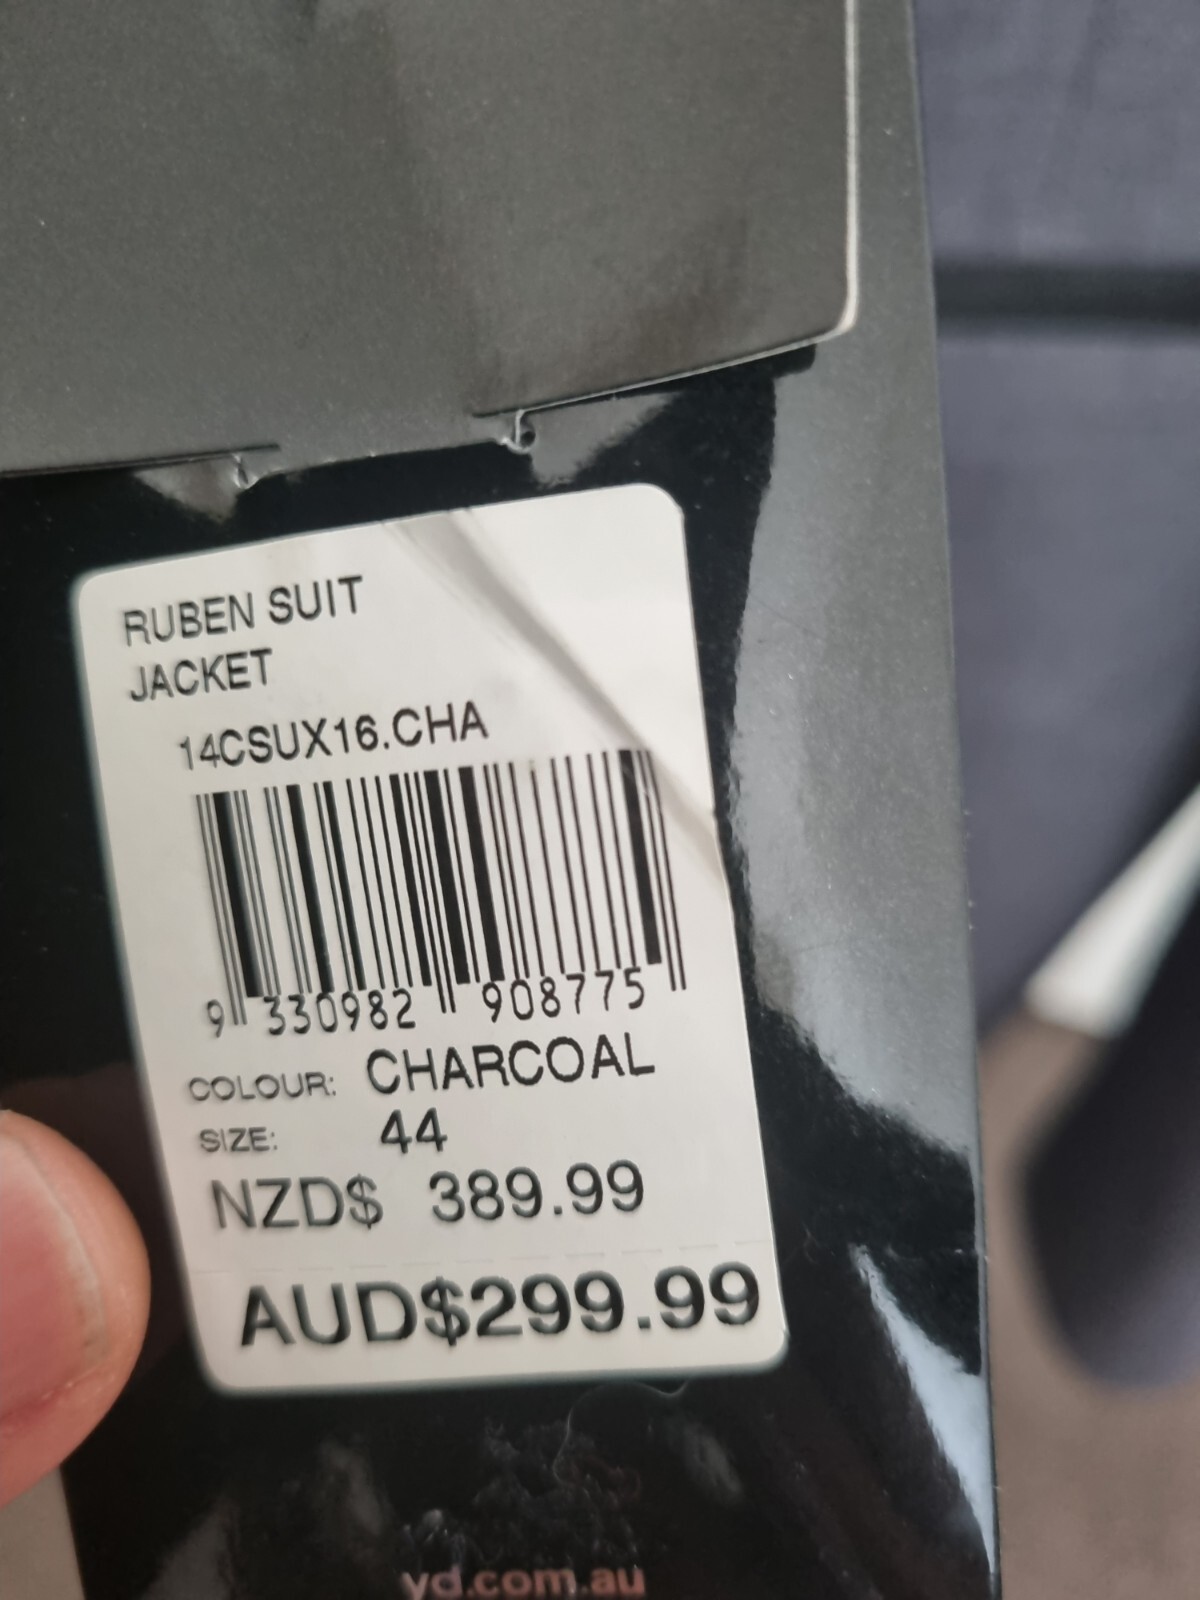 RUBEN SUIT
JACKET
14CSUX16.CHA
9 330982 908775
COLOUR: CHARCOAL
SIZE: 44
NZD$ 389.99
AUD$299.99
yd.com.au